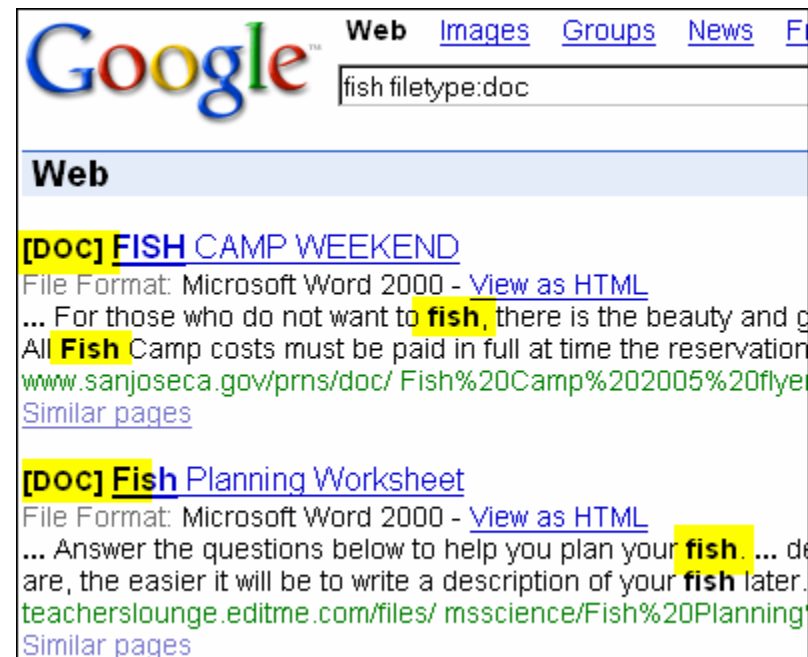 Google™ Web Images Groups News
fish filetype:doc
Web
[DOC] FISH CAMP WEEKEND
File Format: Microsoft Word 2000 - View as HTML
... For those who do not want to fish, there is the beauty and
All Fish Camp costs must be paid in full at time the reservation
www.sanjoseca.gov/prns/doc/ Fish%20Camp%202005%20flyer
Similar pages
[DOC] Fish Planning Worksheet
File Format: Microsoft Word 2000 - View as HTML
... Answer the questions below to help you plan your fish. ... de
are, the easier it will be to write a description of your fish later.
teacherslounge.editme.com/files/ msscience/Fish%20Planning
Similar pages